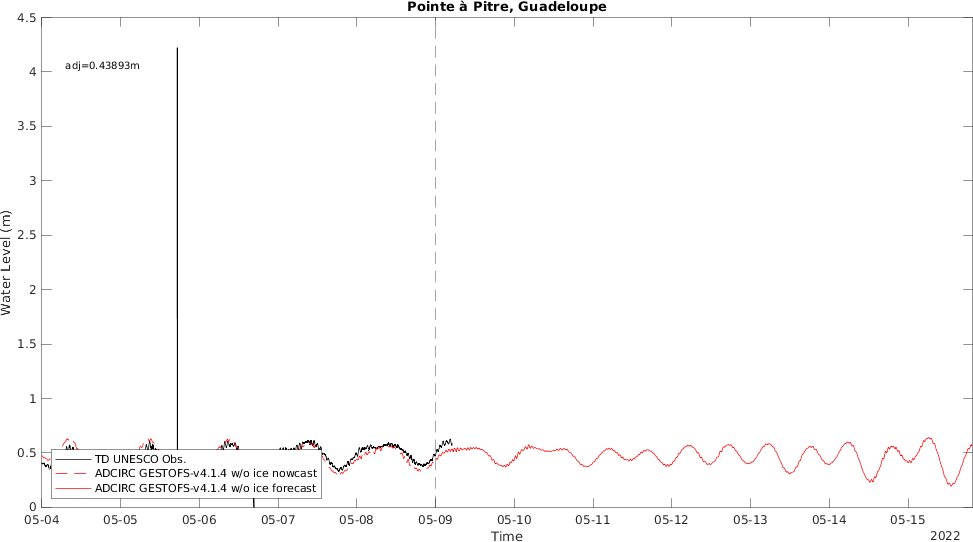 Pointe à Pitre, Guadeloupe
4.5
adj=0.43893m
4
3.5
3
2.5
2
1.5
1
0.5
0
Water Level (m)
TD UNESCO Obs.
ADCIRC GESTOFS-v4.1.4 w/o ice nowcast
ADCIRC GESTOFS-v4.1.4 w/o ice forecast
05-04 05-05 05-06 05-07 05-08 05-09 05-10 05-11 05-12 05-13 05-14 05-15
Time
2022